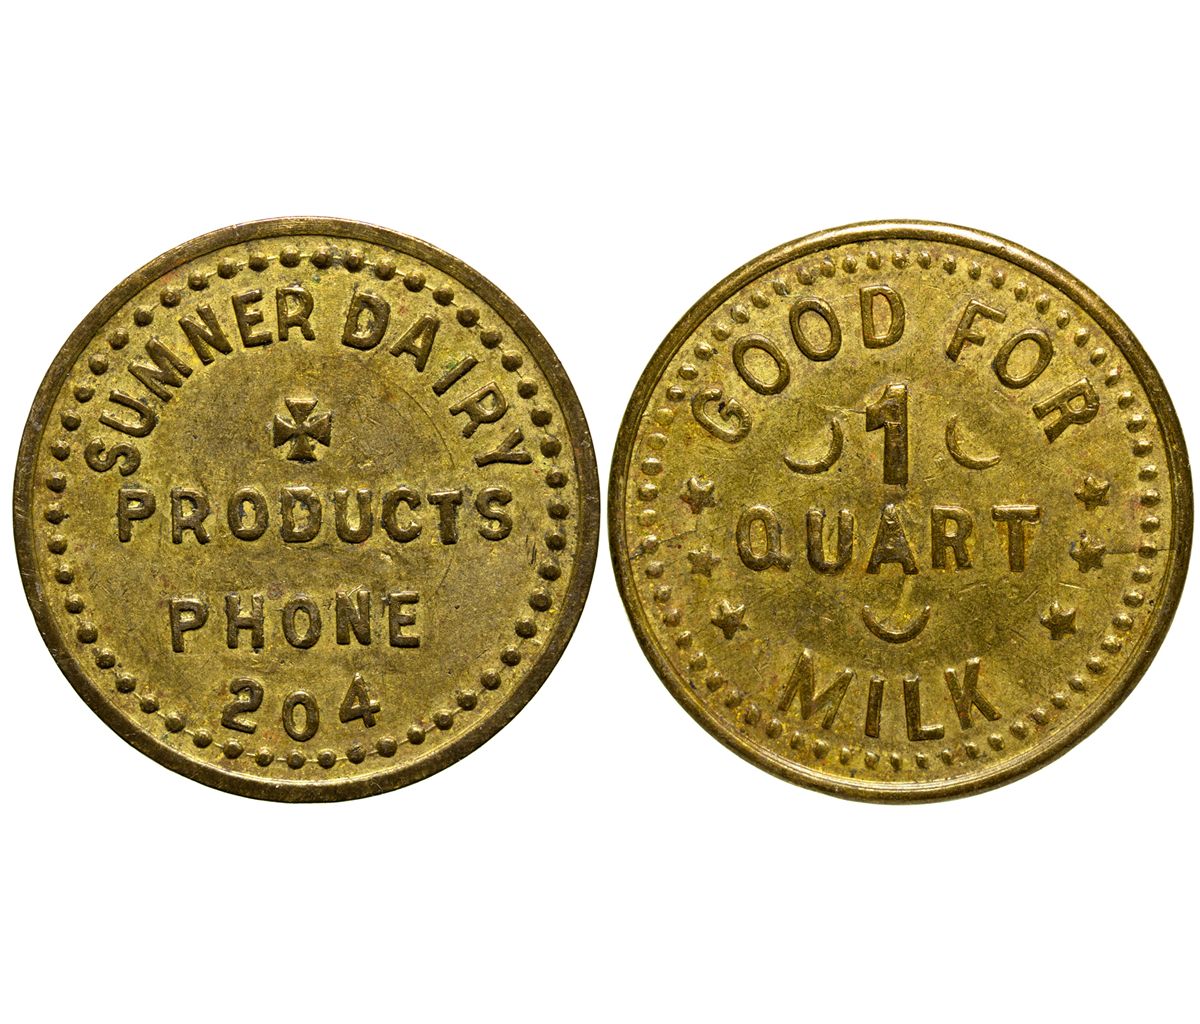 SUMNER DAIRY
PRODUCTS
PHONE
204
GOOD FOR
1
QUART
MILK